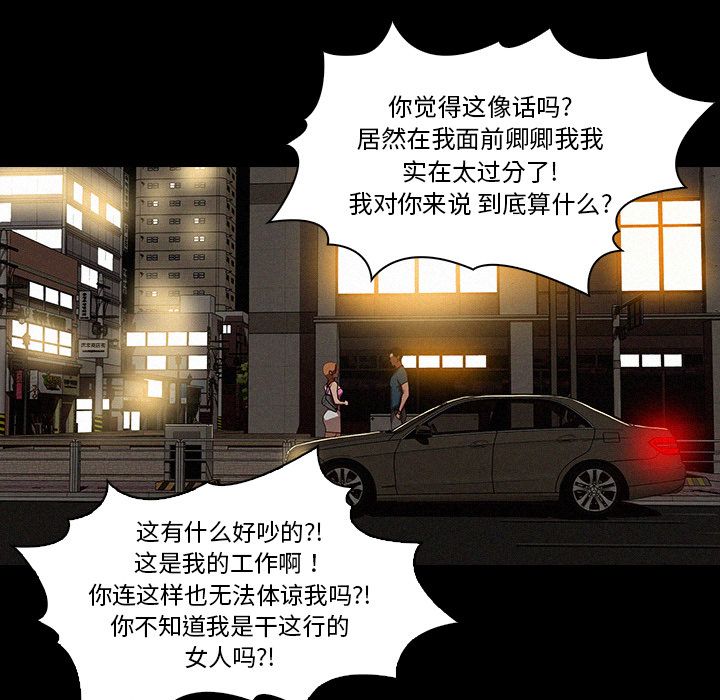 你觉得这像话吗?
居然在我面前卿卿我我
实在太过分了!
我对你来说 到底算什么?
这有什么好吵的?!
这是我的工作啊！
你连这样也无法体谅我吗?!
你不知道我是干这行的
女人吗?!